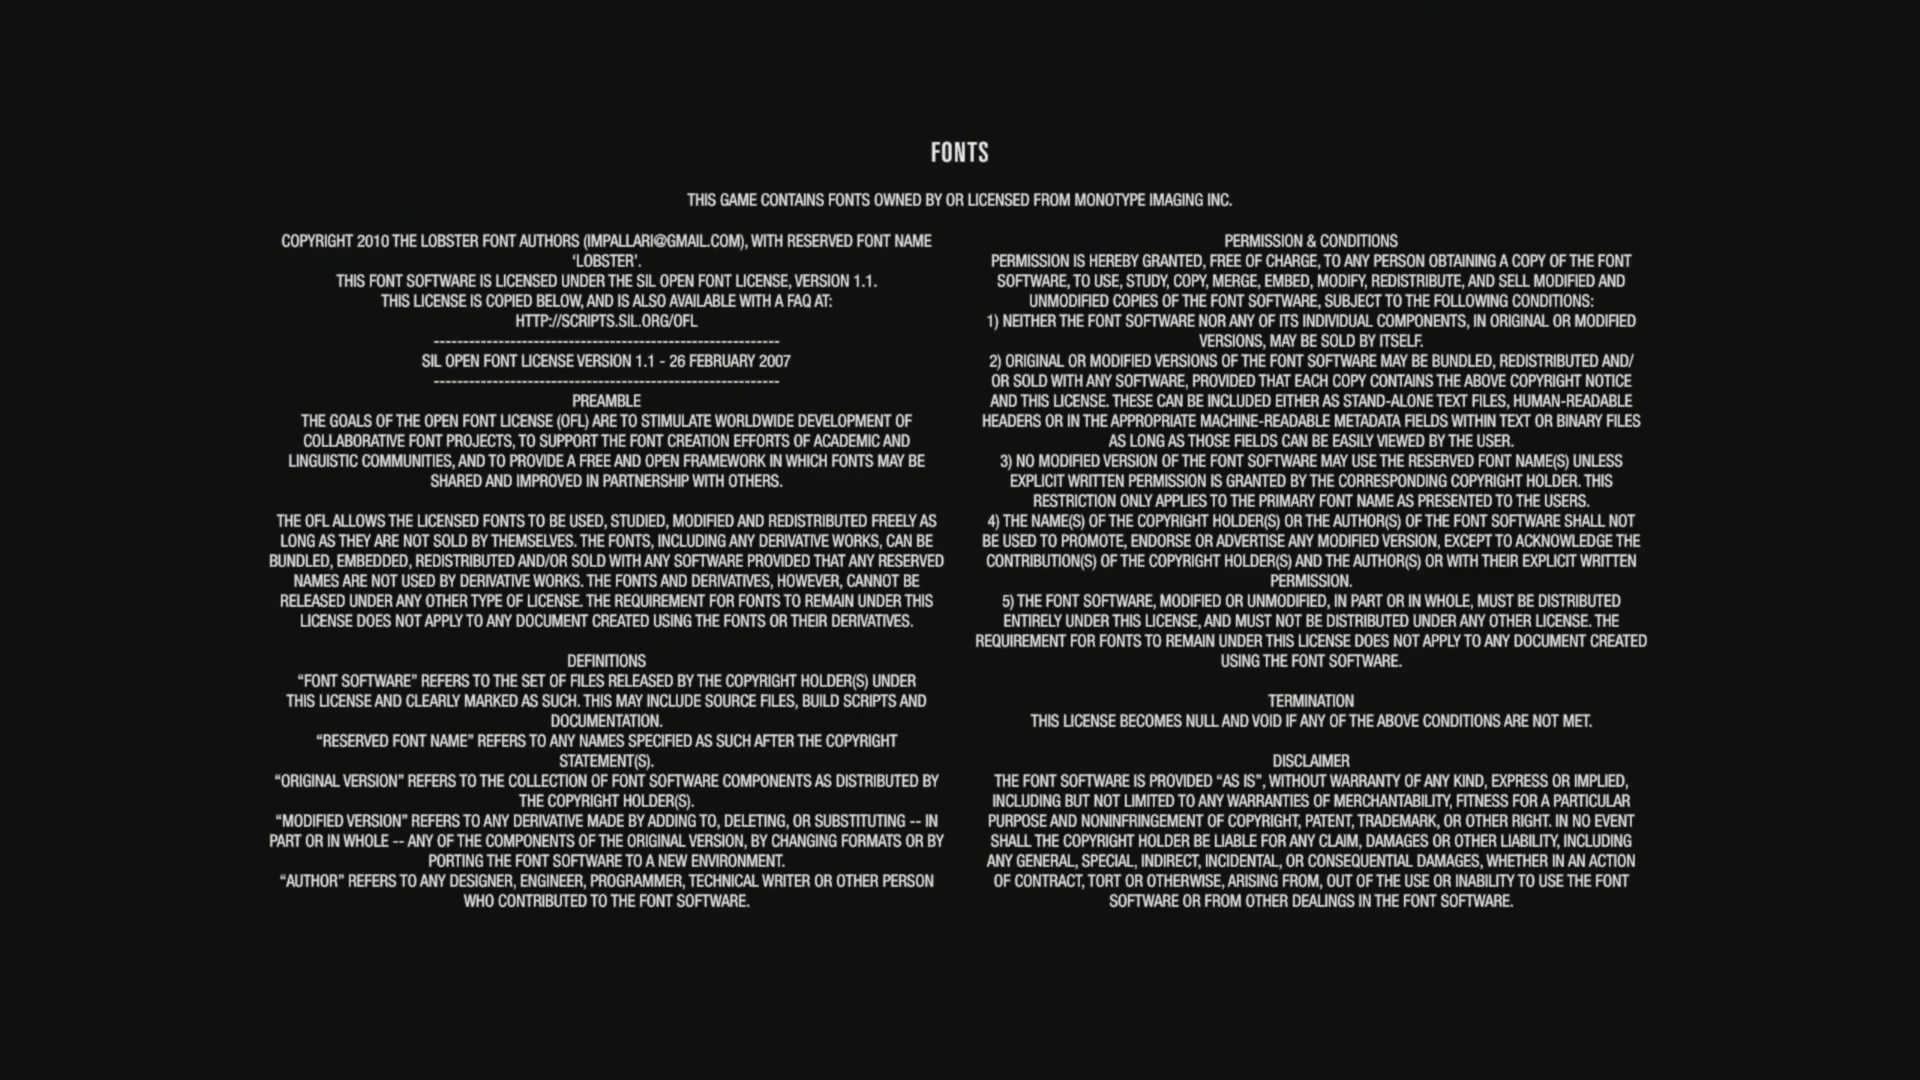 FONTS
THIS GAME CONTAINS FONTS OWNED BY OR LICENSED FROM MONOTYPE IMAGING INC.
COPYRIGHT 2010 THE LOBSTER FONT AUTHORS (IMPALLARI@GMAIL.COM), WITH RESERVED FONT NAME
‘LOBSTER’.
THIS FONT SOFTWARE IS LICENSED UNDER THE SIL OPEN FONT LICENSE, VERSION 1.1.
THIS LICENSE IS COPIED BELOW, AND IS ALSO AVAILABLE WITH A FAQ AT:
HTTP://SCRIPTS.SIL.ORG/OFL
-----------------------------------------------------------
SIL OPEN FONT LICENSE VERSION 1.1 - 26 FEBRUARY 2007
-----------------------------------------------------------
PREAMBLE
THE GOALS OF THE OPEN FONT LICENSE (OFL) ARE TO STIMULATE WORLDWIDE DEVELOPMENT OF
COLLABORATIVE FONT PROJECTS, TO SUPPORT THE FONT CREATION EFFORTS OF ACADEMIC AND
LINGUISTIC COMMUNITIES, AND TO PROVIDE A FREE AND OPEN FRAMEWORK IN WHICH FONTS MAY BE
SHARED AND IMPROVED IN PARTNERSHIP WITH OTHERS.
THE OFL ALLOWS THE LICENSED FONTS TO BE USED, STUDIED, MODIFIED AND REDISTRIBUTED FREELY AS
LONG AS THEY ARE NOT SOLD BY THEMSELVES. THE FONTS, INCLUDING ANY DERIVATIVE WORKS, CAN BE
BUNDLED, EMBEDDED, REDISTRIBUTED AND/OR SOLD WITH ANY SOFTWARE PROVIDED THAT ANY RESERVED
NAMES ARE NOT USED BY DERIVATIVE WORKS. THE FONTS AND DERIVATIVES, HOWEVER, CANNOT BE
RELEASED UNDER ANY OTHER TYPE OF LICENSE. THE REQUIREMENT FOR FONTS TO REMAIN UNDER THIS
LICENSE DOES NOT APPLY TO ANY DOCUMENT CREATED USING THE FONTS OR THEIR DERIVATIVES.
DEFINITIONS
“FONT SOFTWARE” REFERS TO THE SET OF FILES RELEASED BY THE COPYRIGHT HOLDER(S) UNDER
THIS LICENSE AND CLEARLY MARKED AS SUCH. THIS MAY INCLUDE SOURCE FILES, BUILD SCRIPTS AND
DOCUMENTATION.
“RESERVED FONT NAME” REFERS TO ANY NAMES SPECIFIED AS SUCH AFTER THE COPYRIGHT
STATEMENT(S).
“ORIGINAL VERSION” REFERS TO THE COLLECTION OF FONT SOFTWARE COMPONENTS AS DISTRIBUTED BY
THE COPYRIGHT HOLDER(S).
“MODIFIED VERSION” REFERS TO ANY DERIVATIVE MADE BY ADDING TO, DELETING, OR SUBSTITUTING -- IN
PART OR IN WHOLE -- ANY OF THE COMPONENTS OF THE ORIGINAL VERSION, BY CHANGING FORMATS OR BY
PORTING THE FONT SOFTWARE TO A NEW ENVIRONMENT.
“AUTHOR” REFERS TO ANY DESIGNER, ENGINEER, PROGRAMMER, TECHNICAL WRITER OR OTHER PERSON
WHO CONTRIBUTED TO THE FONT SOFTWARE.
PERMISSION & CONDITIONS
PERMISSION IS HEREBY GRANTED, FREE OF CHARGE, TO ANY PERSON OBTAINING A COPY OF THE FONT
SOFTWARE, TO USE, STUDY, COPY, MERGE, EMBED, MODIFY, REDISTRIBUTE, AND SELL MODIFIED AND
UNMODIFIED COPIES OF THE FONT SOFTWARE, SUBJECT TO THE FOLLOWING CONDITIONS:
1) NEITHER THE FONT SOFTWARE NOR ANY OF ITS INDIVIDUAL COMPONENTS, IN ORIGINAL OR MODIFIED
VERSIONS, MAY BE SOLD BY ITSELF.
2) ORIGINAL OR MODIFIED VERSIONS OF THE FONT SOFTWARE MAY BE BUNDLED, REDISTRIBUTED AND/
OR SOLD WITH ANY SOFTWARE, PROVIDED THAT EACH COPY CONTAINS THE ABOVE COPYRIGHT NOTICE
AND THIS LICENSE. THESE CAN BE INCLUDED EITHER AS STAND-ALONE TEXT FILES, HUMAN-READABLE
HEADERS OR IN THE APPROPRIATE MACHINE-READABLE METADATA FIELDS WITHIN TEXT OR BINARY FILES
AS LONG AS THOSE FIELDS CAN BE EASILY VIEWED BY THE USER.
3) NO MODIFIED VERSION OF THE FONT SOFTWARE MAY USE THE RESERVED FONT NAME(S) UNLESS
EXPLICIT WRITTEN PERMISSION IS GRANTED BY THE CORRESPONDING COPYRIGHT HOLDER. THIS
RESTRICTION ONLY APPLIES TO THE PRIMARY FONT NAME AS PRESENTED TO THE USERS.
4) THE NAME(S) OF THE COPYRIGHT HOLDER(S) OR THE AUTHOR(S) OF THE FONT SOFTWARE SHALL NOT
BE USED TO PROMOTE, ENDORSE OR ADVERTISE ANY MODIFIED VERSION, EXCEPT TO ACKNOWLEDGE THE
CONTRIBUTION(S) OF THE COPYRIGHT HOLDER(S) AND THE AUTHOR(S) OR WITH THEIR EXPLICIT WRITTEN
PERMISSION.
5) THE FONT SOFTWARE, MODIFIED OR UNMODIFIED, IN PART OR IN WHOLE, MUST BE DISTRIBUTED
ENTIRELY UNDER THIS LICENSE, AND MUST NOT BE DISTRIBUTED UNDER ANY OTHER LICENSE. THE
REQUIREMENT FOR FONTS TO REMAIN UNDER THIS LICENSE DOES NOT APPLY TO ANY DOCUMENT CREATED
USING THE FONT SOFTWARE.
TERMINATION
THIS LICENSE BECOMES NULL AND VOID IF ANY OF THE ABOVE CONDITIONS ARE NOT MET.
DISCLAIMER
THE FONT SOFTWARE IS PROVIDED “AS IS”, WITHOUT WARRANTY OF ANY KIND, EXPRESS OR IMPLIED,
INCLUDING BUT NOT LIMITED TO ANY WARRANTIES OF MERCHANTABILITY, FITNESS FOR A PARTICULAR
PURPOSE AND NONINFRINGEMENT OF COPYRIGHT, PATENT, TRADEMARK, OR OTHER RIGHT. IN NO EVENT
SHALL THE COPYRIGHT HOLDER BE LIABLE FOR ANY CLAIM, DAMAGES OR OTHER LIABILITY, INCLUDING
ANY GENERAL, SPECIAL, INDIRECT, INCIDENTAL, OR CONSEQUENTIAL DAMAGES, WHETHER IN AN ACTION
OF CONTRACT, TORT OR OTHERWISE, ARISING FROM, OUT OF THE USE OR INABILITY TO USE THE FONT
SOFTWARE OR FROM OTHER DEALINGS IN THE FONT SOFTWARE.